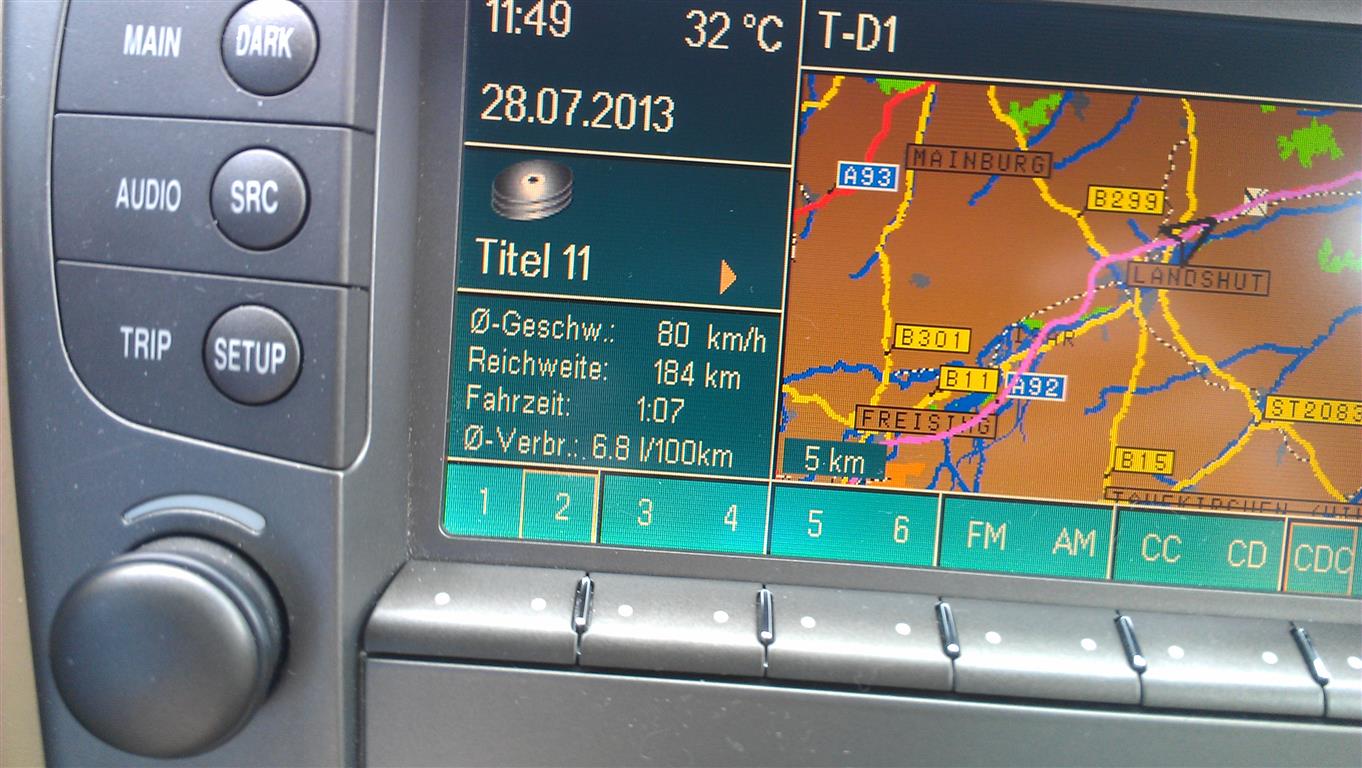 MAIN DARK
AUDIO SRC
TRIP SETUP
11:49 32 °C
28.07.2013
Titel 11
Ø-Geschw.: 80 km/h
Reichweite: 184 km
Fahrzeit: 1:07
Ø-Verbr.: 6.8 l/100km
T-D1
A93
MAINBURG
B299
LANDSHUT
B301
B11
A92
FREISING
ST2083
B15
5 km
1 2 3 4 5 6 FM AM CC CD CDC